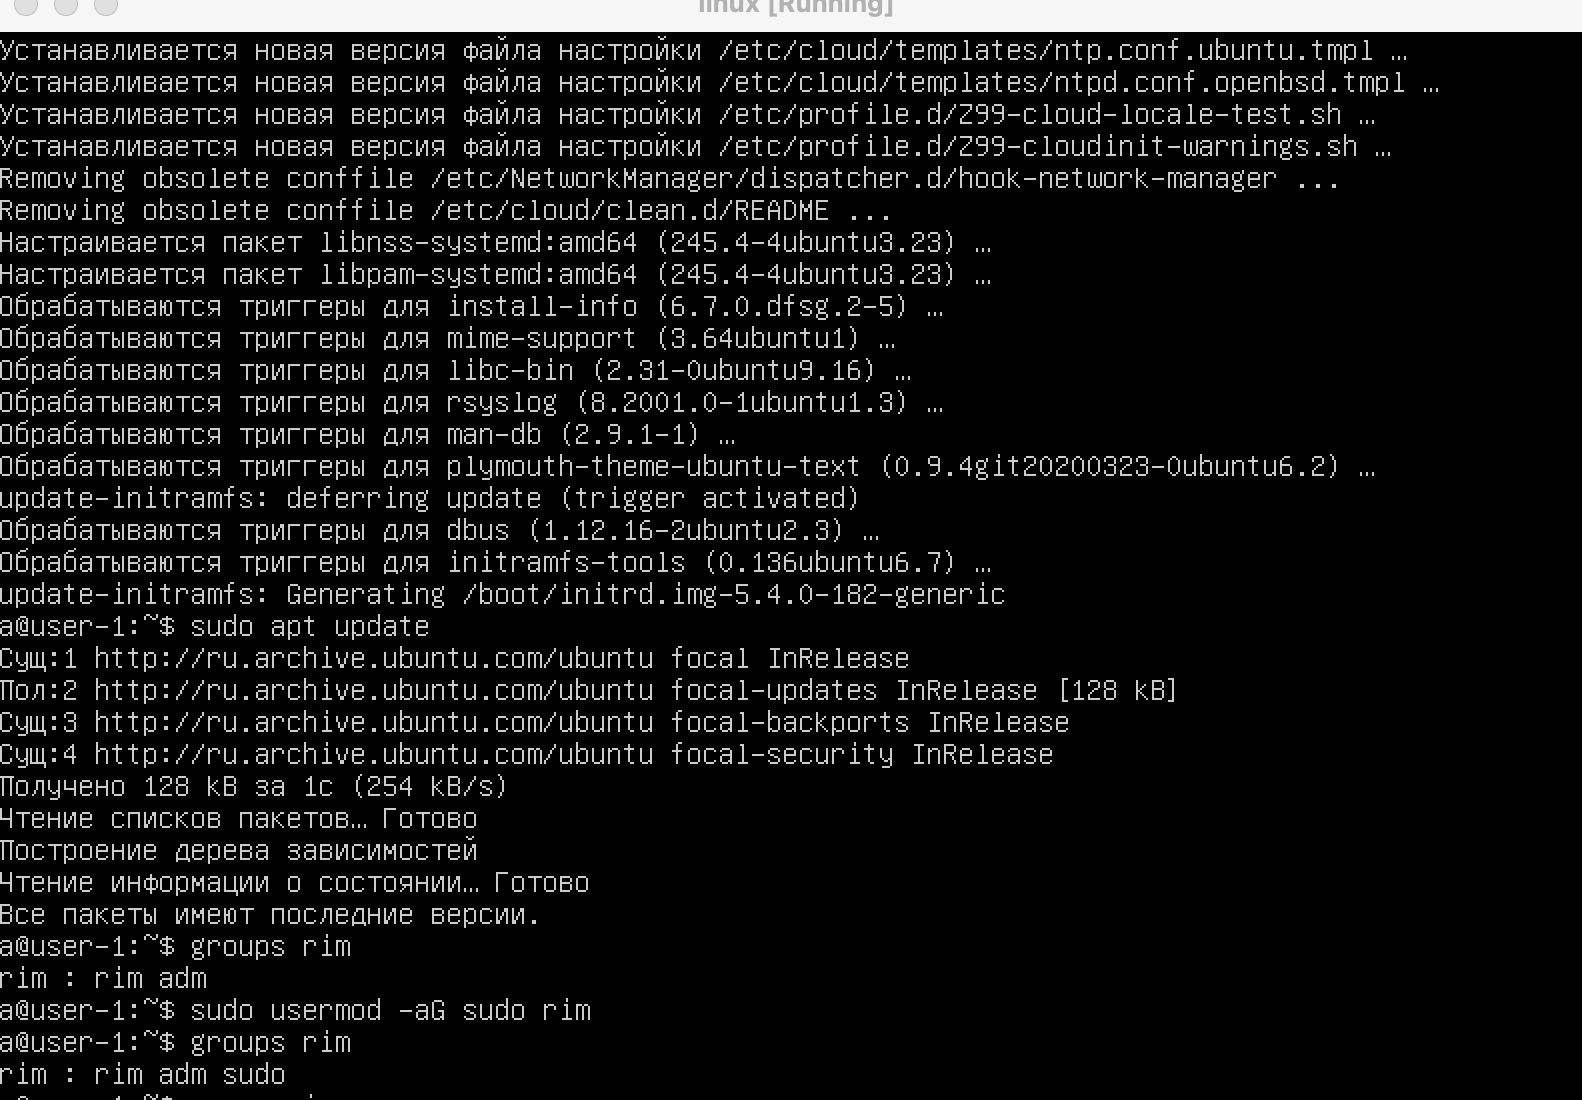 linux [Running]
Устанавливается новая версия файла настройки /etc/cloud/templates/ntp.conf.ubuntu.tmpl …
Устанавливается новая версия файла настройки /etc/cloud/templates/ntpd.conf.openbsd.tmpl …
Устанавливается новая версия файла настройки /etc/profile.d/Z99-cloud-locale-test.sh …
Устанавливается новая версия файла настройки /etc/profile.d/Z99-cloudinit-warnings.sh …
Removing obsolete conffile /etc/NetworkManager/dispatcher.d/hook-network-manager ...
Removing obsolete conffile /etc/cloud/clean.d/README ...
Настраивается пакет libnss-systemd:amd64 (245.4-4ubuntu3.23) …
Настраивается пакет libpam-systemd:amd64 (245.4-4ubuntu3.23) …
Обрабатываются триггеры для install-info (6.7.0.dfsg.2-5) …
Обрабатываются триггеры для mime-support (3.64ubuntu1) …
Обрабатываются триггеры для libc-bin (2.31-0ubuntu9.16) …
Обрабатываются триггеры для rsyslog (8.2001.0-1ubuntu1.3) …
Обрабатываются триггеры для man-db (2.9.1-1) …
Обрабатываются триггеры для plymouth-theme-ubuntu-text (0.9.4git20200323-0ubuntu6.2) …
update-initramfs: deferring update (trigger activated)
Обрабатываются триггеры для dbus (1.12.16-2ubuntu2.3) …
Обрабатываются триггеры для initramfs-tools (0.136ubuntu6.7) …
update-initramfs: Generating /boot/initrd.img-5.4.0-182-generic
a@user-1:~$ sudo apt update
Сущ:1 http://ru.archive.ubuntu.com/ubuntu focal InRelease
Пол:2 http://ru.archive.ubuntu.com/ubuntu focal-updates InRelease [128 kB]
Сущ:3 http://ru.archive.ubuntu.com/ubuntu focal-backports InRelease
Сущ:4 http://ru.archive.ubuntu.com/ubuntu focal-security InRelease
Получено 128 kB за 1с (254 kB/s)
Чтение списков пакетов… Готово
Построение дерева зависимостей
Чтение информации о состоянии… Готово
Все пакеты имеют последние версии.
a@user-1:~$ groups rim
rim : rim adm
a@user-1:~$ sudo usermod -aG sudo rim
a@user-1:~$ groups rim
rim : rim adm sudo